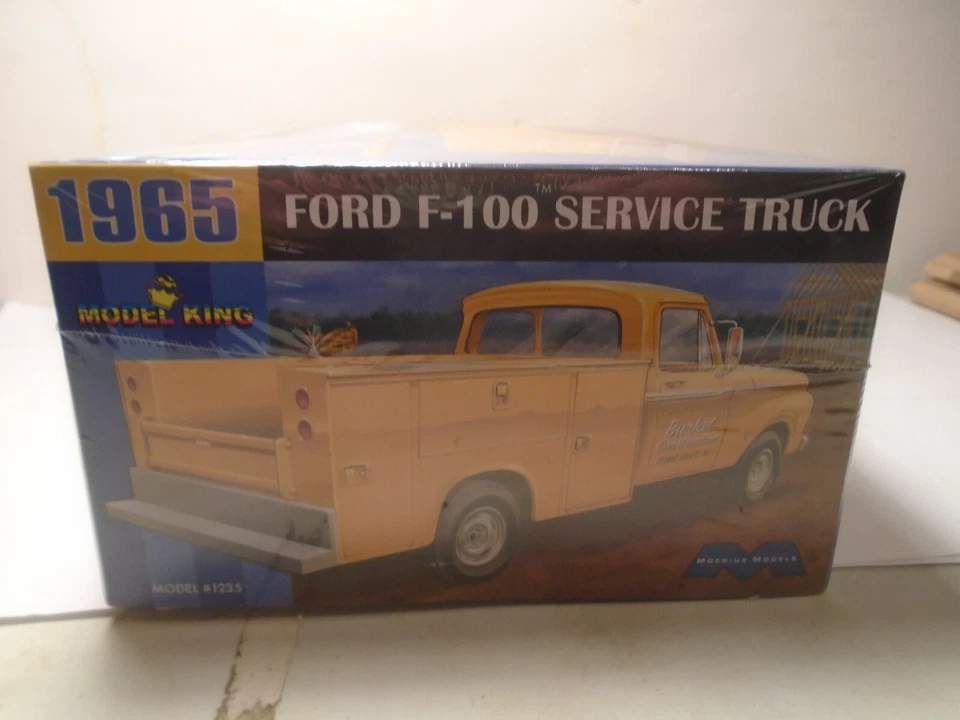 1965
FORD F-100™ SERVICE TRUCK
MODEL KING
MOEBIUS MODELS
MODEL #1235